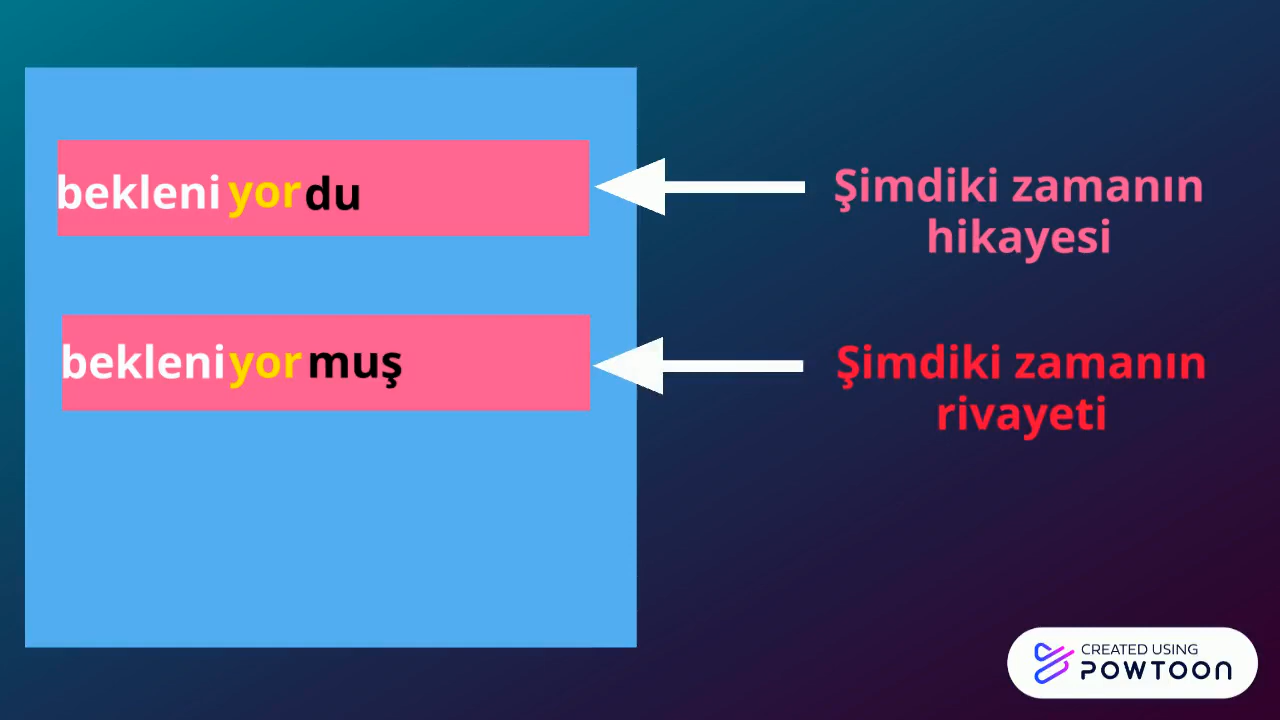 bekleniyordu
Şimdiki zamanın
hikayesi
bekleniyormuş
Şimdiki zamanın
rivayeti
CREATED USING
POWTOON